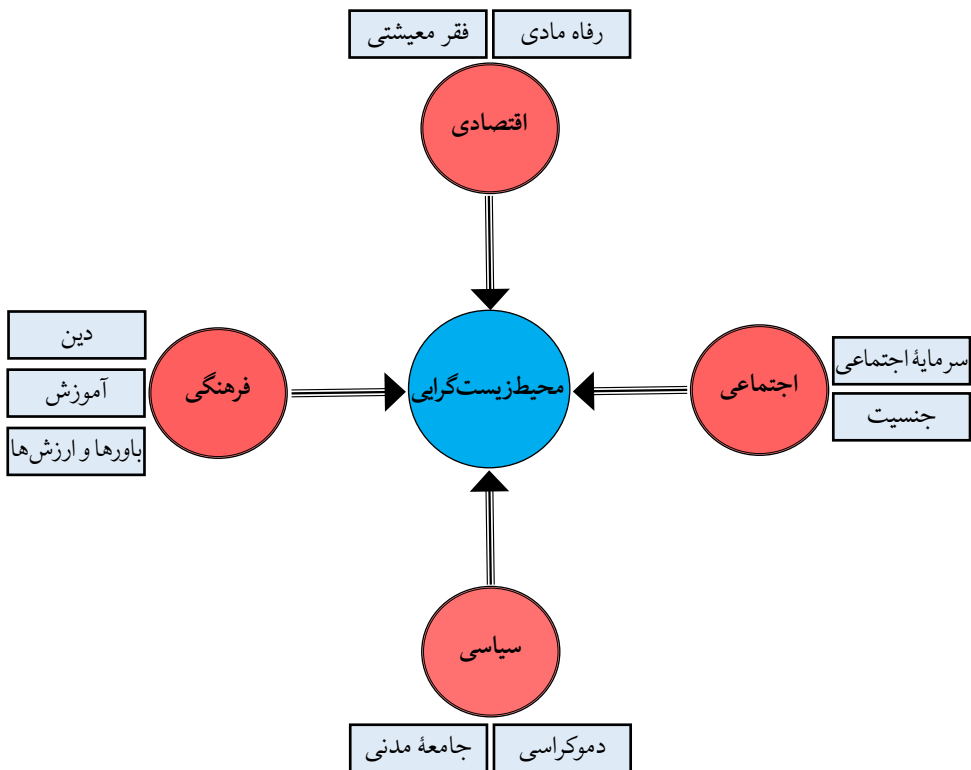 رفاه مادی
فقر معیشتی
اقتصادی
سرمایهٔ اجتماعی
جنسیت
اجتماعی
محیط‌زیست‌گرایی
فرهنگی
دین
آموزش
باورها و ارزش‌ها
سیاسی
دموکراسی
جامعهٔ مدنی